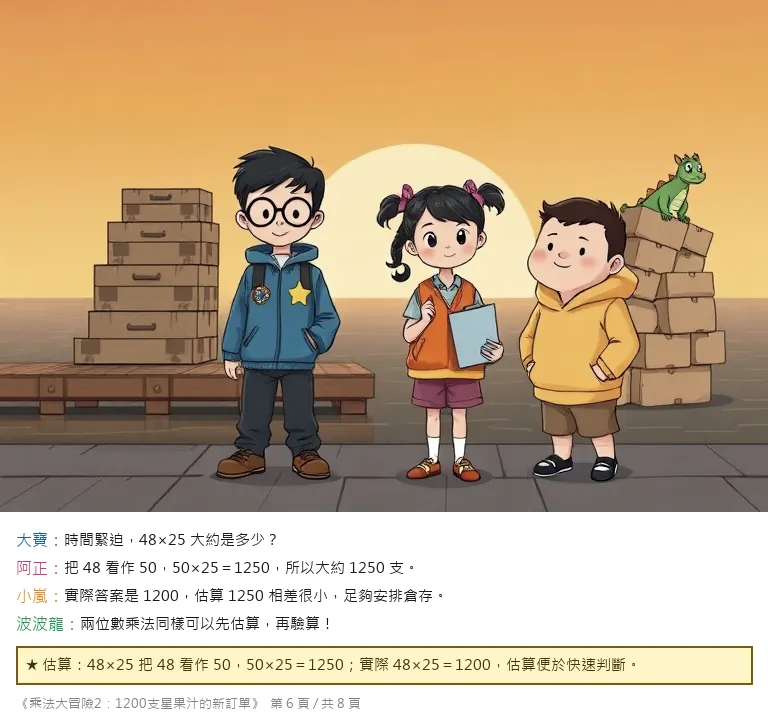 大寶：時間緊迫，48×25 大約是多少？
阿正：把 48 看作 50，50×25＝1250，所以大約 1250 支。
小嵐：實際答案是 1200，估算 1250 相差很小，足夠安排倉存。
波波龍：兩位數乘法同樣可以先估算，再驗算！
★ 估算：48×25 把 48 看作 50，50×25＝1250；實際 48×25＝1200，估算便於快速判斷。
《乘法大冒險2：1200支星果汁的新訂單》 第 6 頁 / 共 8 頁